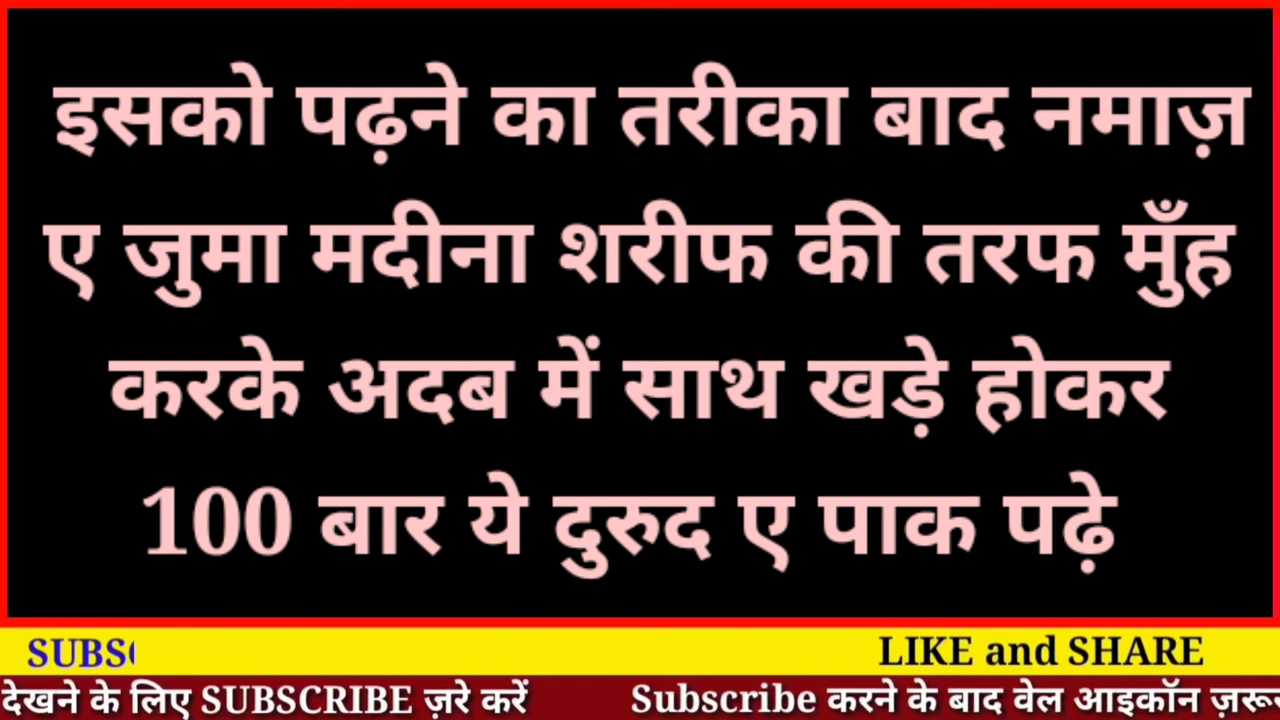 इसको पढ़ने का तरीका बाद नमाज़
ए जुमा मदीना शरीफ की तरफ मुँह
करके अदब में साथ खड़े होकर
100 बार ये दुरुद ए पाक पढ़े
SUBSC LIKE and SHARE
देखने के लिए SUBSCRIBE ज़रे करें Subscribe करने के बाद वेल आइकॉन ज़रूर